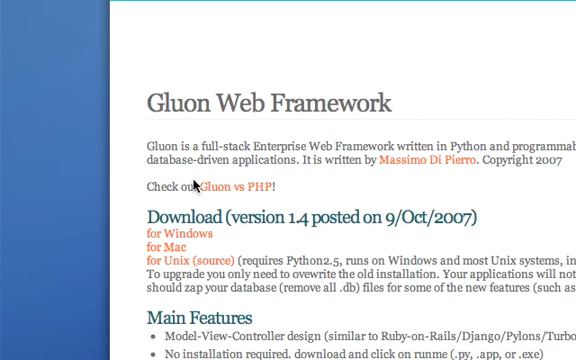 Gluon Web Framework
Gluon is a full-stack Enterprise Web Framework written in Python and programmab
database-driven applications. It is written by Massimo Di Pierro. Copyright 2007
Check ou Gluon vs PHP!
Download (version 1.4 posted on 9/Oct/2007)
for Windows
for Mac
for Unix (source) (requires Python2.5, runs on Windows and most Unix systems, in
To upgrade you only need to ovewrite the old installation. Your applications will not
should zap your database (remove all .db) files for some of the new features (such as
Main Features
Model-View-Controller design (similar to Ruby-on-Rails/Django/Pylons/Turbo
No installation required. download and click on runme (.py, .app, or .exe)